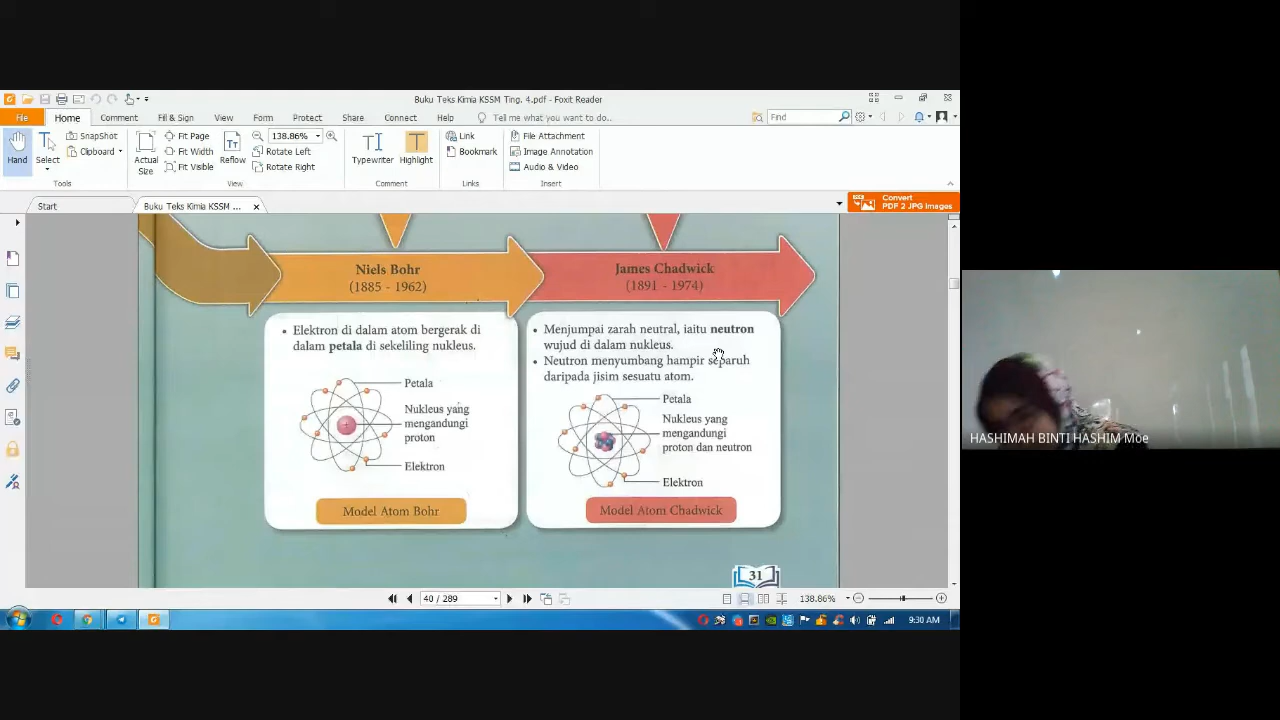 Buku Teks Kimia KSSM Ting. 4.pdf - Foxit Reader
File Home Comment Fill & Sign View Form Protect Share Connect Help Tell me what you want to do.. Find
Hand
Select
SnapShot
Clipboard
Tools
Actual
Size
Fit Page
Fit Width
Fit Visible
Reflow
138.86%
Rotate Left
Rotate Right
View
Typewriter
Highlight
Comment
Link
Bookmark
Links
File Attachment
Image Annotation
Audio & Video
Insert
Start
Buku Teks Kimia KSSM ...
Convert
PDF 2 JPG Images
Niels Bohr
(1885 - 1962)
• Elektron di dalam atom bergerak di
dalam petala di sekeliling nukleus.
Petala
Nukleus yang
mengandungi
proton
Elektron
Model Atom Bohr
James Chadwick
(1891 - 1974)
• Menjumpai zarah neutral, iaitu neutron
wujud di dalam nukleus.
• Neutron menyumbang hampir separuh
daripada jisim sesuatu atom.
Petala
Nukleus yang
mengandungi
proton dan neutron
Elektron
Model Atom Chadwick
31
40 / 289
138.86%
9:30 AM
HASHIMAH BINTI HASHIM Moe